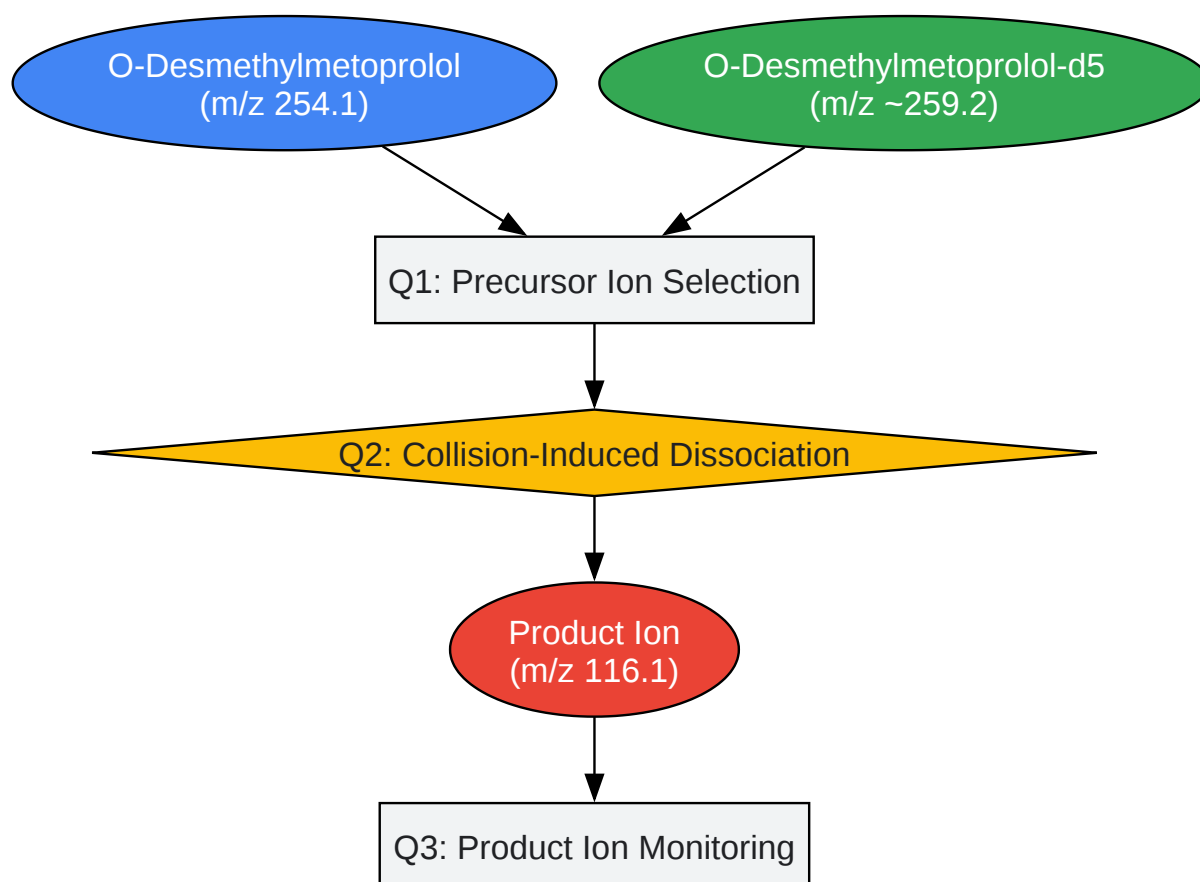 O-Desmethylmetoprolol
(m/z 254.1)
O-Desmethylmetoprolol-d5
(m/z ~259.2)
Q1: Precursor Ion Selection
Q2: Collision-Induced Dissociation
Product Ion
(m/z 116.1)
Q3: Product Ion Monitoring